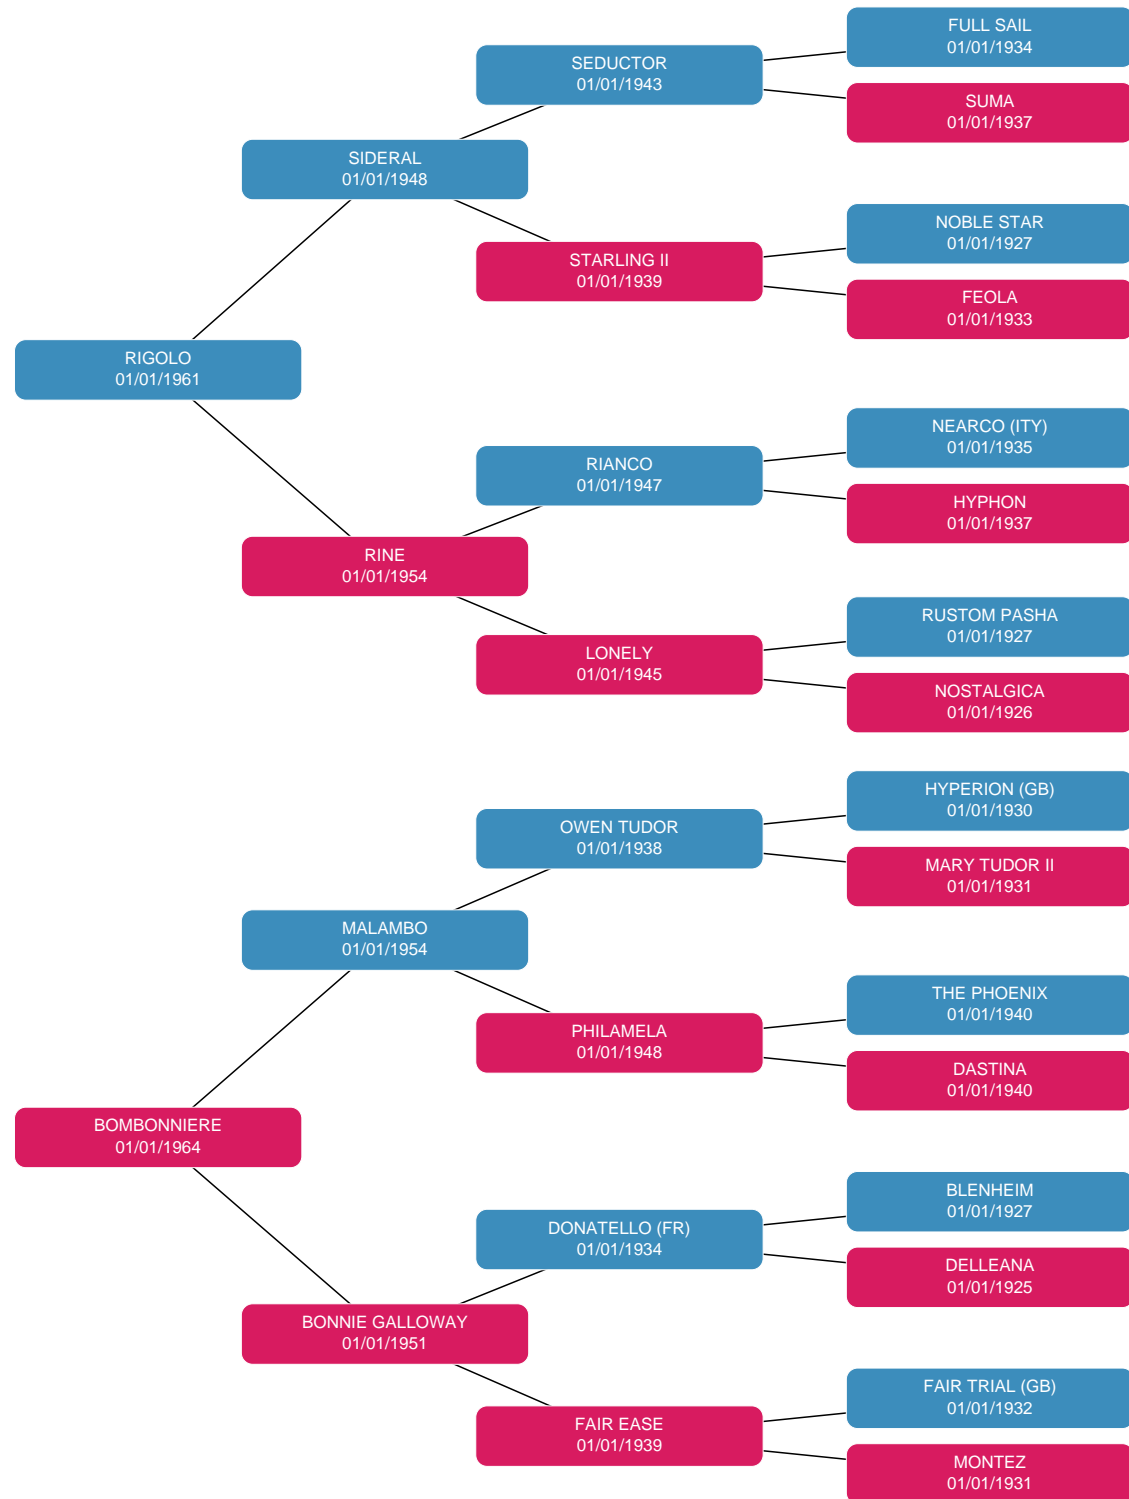 FULL SAIL
01/01/1934
SEDUCTOR
01/01/1943
SUMA
01/01/1937
SIDERAL
01/01/1948
NOBLE STAR
01/01/1927
STARLING II
01/01/1939
FEOLA
01/01/1933
RIGOLO
01/01/1961
NEARCO (ITY)
01/01/1935
RIANCO
01/01/1947
HYPHON
01/01/1937
RINE
01/01/1954
RUSTOM PASHA
01/01/1927
LONELY
01/01/1945
NOSTALGICA
01/01/1926
HYPERION (GB)
01/01/1930
OWEN TUDOR
01/01/1938
MARY TUDOR II
01/01/1931
MALAMBO
01/01/1954
THE PHOENIX
01/01/1940
PHILAMELA
01/01/1948
DASTINA
01/01/1940
BOMBONNIERE
01/01/1964
BLENHEIM
01/01/1927
DONATELLO (FR)
01/01/1934
DELLEANA
01/01/1925
BONNIE GALLOWAY
01/01/1951
FAIR TRIAL (GB)
01/01/1932
FAIR EASE
01/01/1939
MONTEZ
01/01/1931